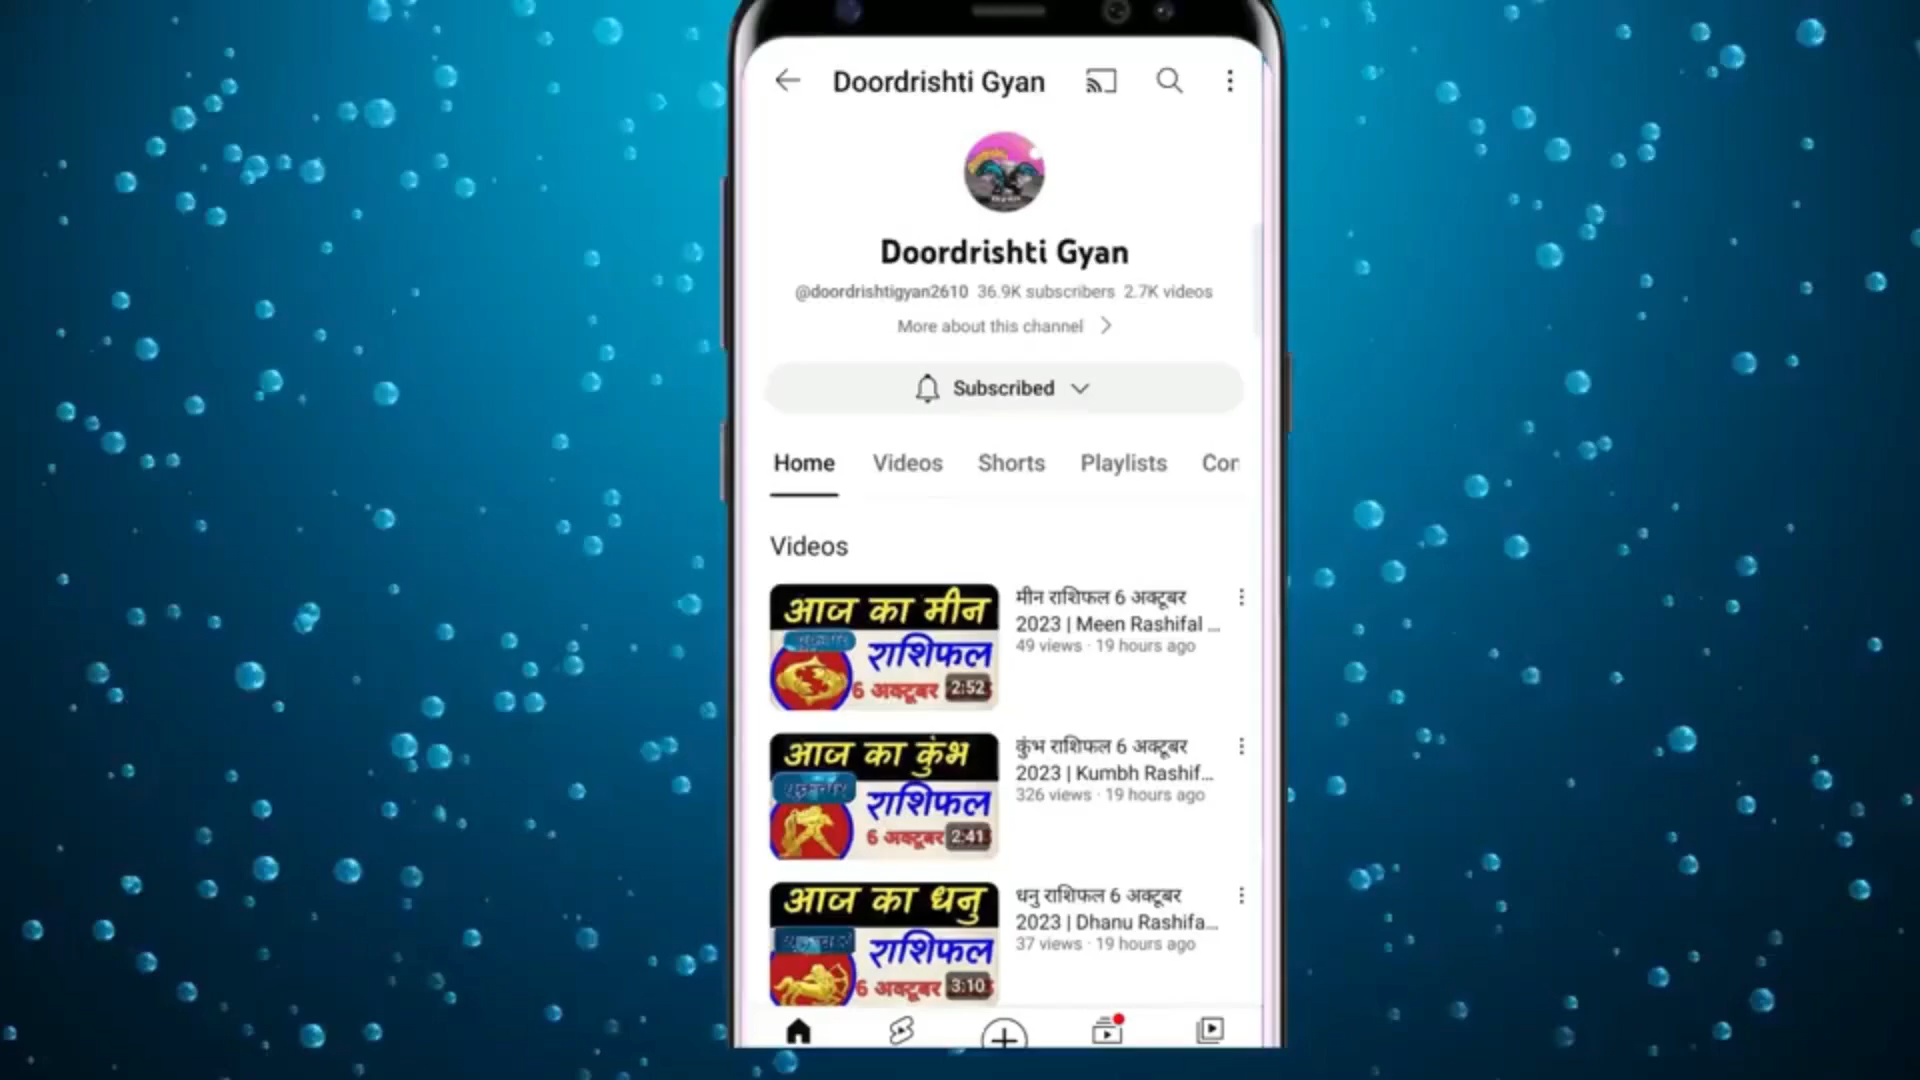 Doordrishti Gyan
Doordrishti Gyan
@doordrishtigyan2610 36.9K subscribers 2.7K videos
More about this channel
Subscribed
Home Videos Shorts Playlists Con
Videos
आज का मीन
राशिफल
6 अक्टूबर
2:52
मीन राशिफल 6 अक्टूबर
2023 | Meen Rashifal ...
49 views · 19 hours ago
आज का कुंभ
राशिफल
6 अक्टूबर
2:41
कुंभ राशिफल 6 अक्टूबर
2023 | Kumbh Rashif...
326 views · 19 hours ago
आज का धनु
राशिफल
6 अक्टूबर
3:10
धनु राशिफल 6 अक्टूबर
2023 | Dhanu Rashifa...
37 views · 19 hours ago